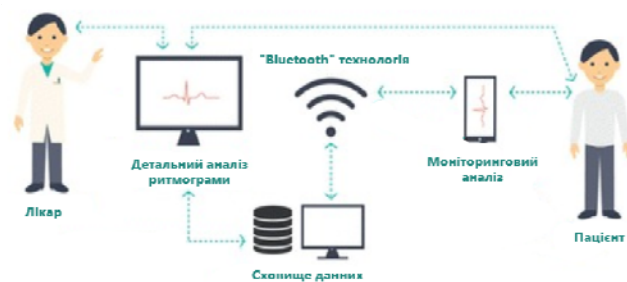 "Bluetooth" технологія
Детальний аналіз
ритмограми
Моніторинговий
аналіз
Лікар
Пацієнт
Сховище данних